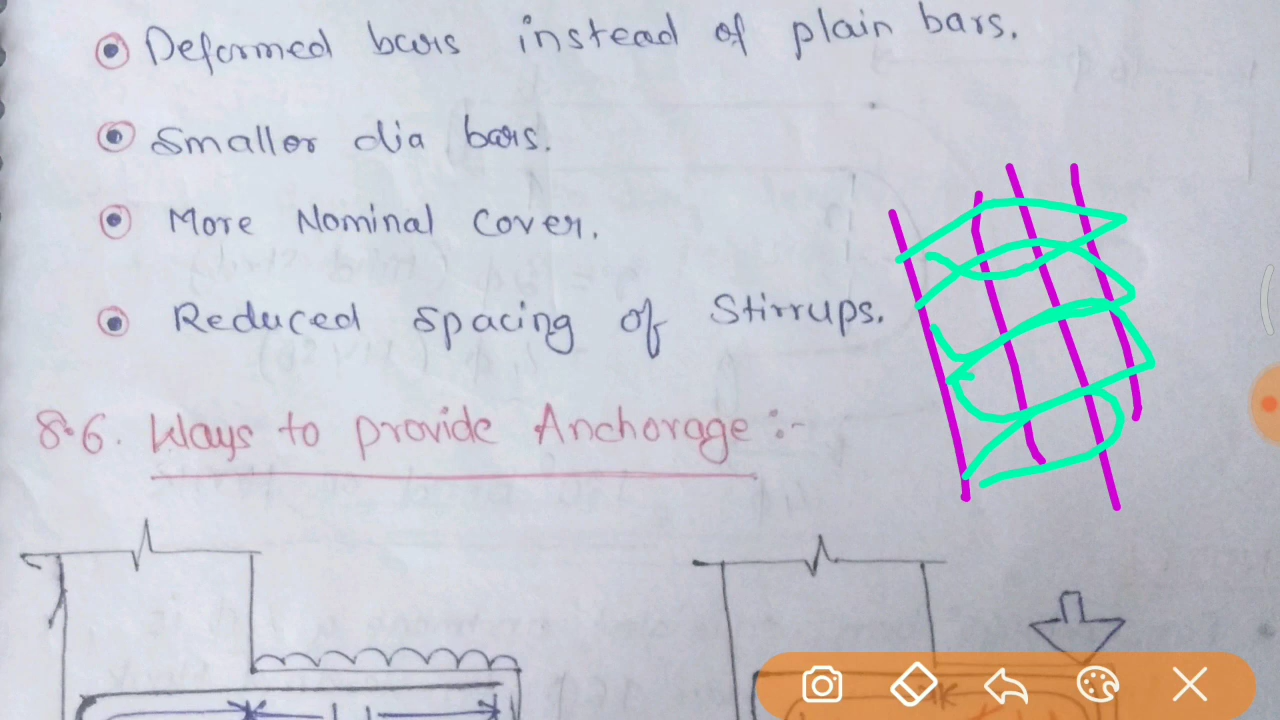 Deformed bars instead of plain bars.
Smaller dia bars.
More Nominal Cover.
Reduced spacing of Stirrups.
8.6. Ways to provide Anchorage :-